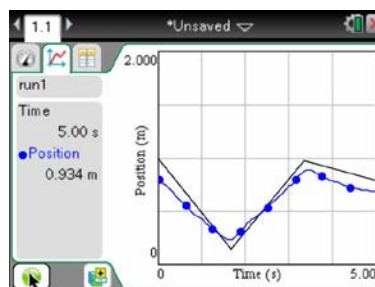 1.1
*Unsaved
run1
Time
5.00 s
Position
0.934 m
2.000
Position (m)
0
0
Time (s)
5.00